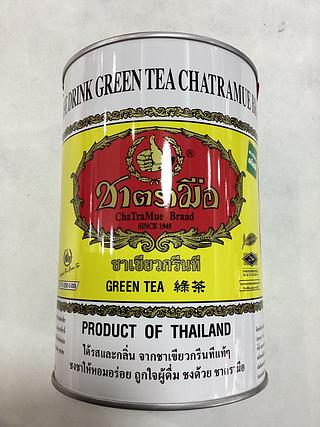 DRINK GREEN TEA CHATRAMUE
ชาตรามือ
ChaTraMue Brand
SINCE 1945
ชาเขียวกรีนที
GREEN TEA 綠茶
PRODUCT OF THAILAND
ได้รสและกลิ่น จากชาเขียวกรีนทีแท้ๆ
ชงชาให้หอมอร่อย ถูกใจผู้ดื่ม ชงด้วย ชาตรามือ